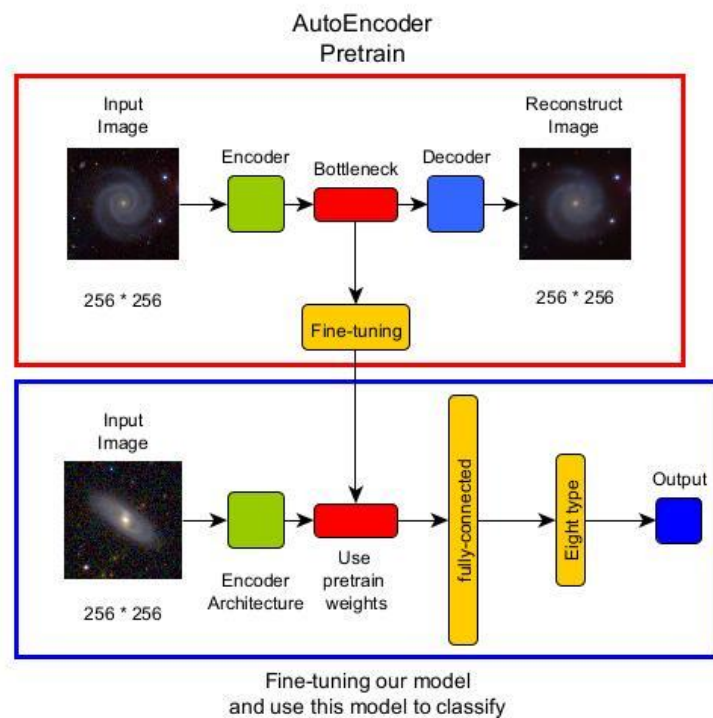 AutoEncoder
Pretrain
Input
Image
Encoder
Bottleneck
Decoder
Reconstruct
Image
256 * 256
256 * 256
Fine-tuning
Input
Image
Encoder
Architecture
Use
pretrain
weights
fully-connected
Eight type
Output
256 * 256
Fine-tuning our model
and use this model to classify